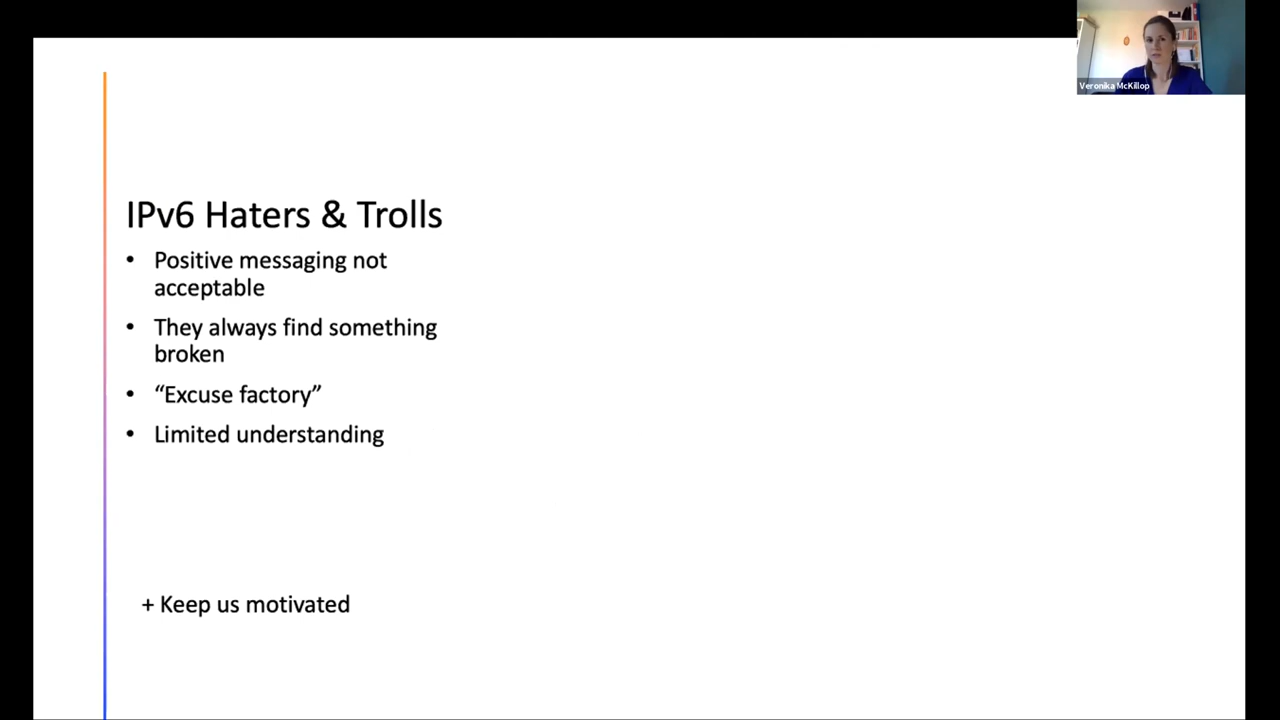 Veronika McKillop
IPv6 Haters & Trolls
• Positive messaging not
acceptable
• They always find something
broken
• “Excuse factory”
• Limited understanding
+ Keep us motivated